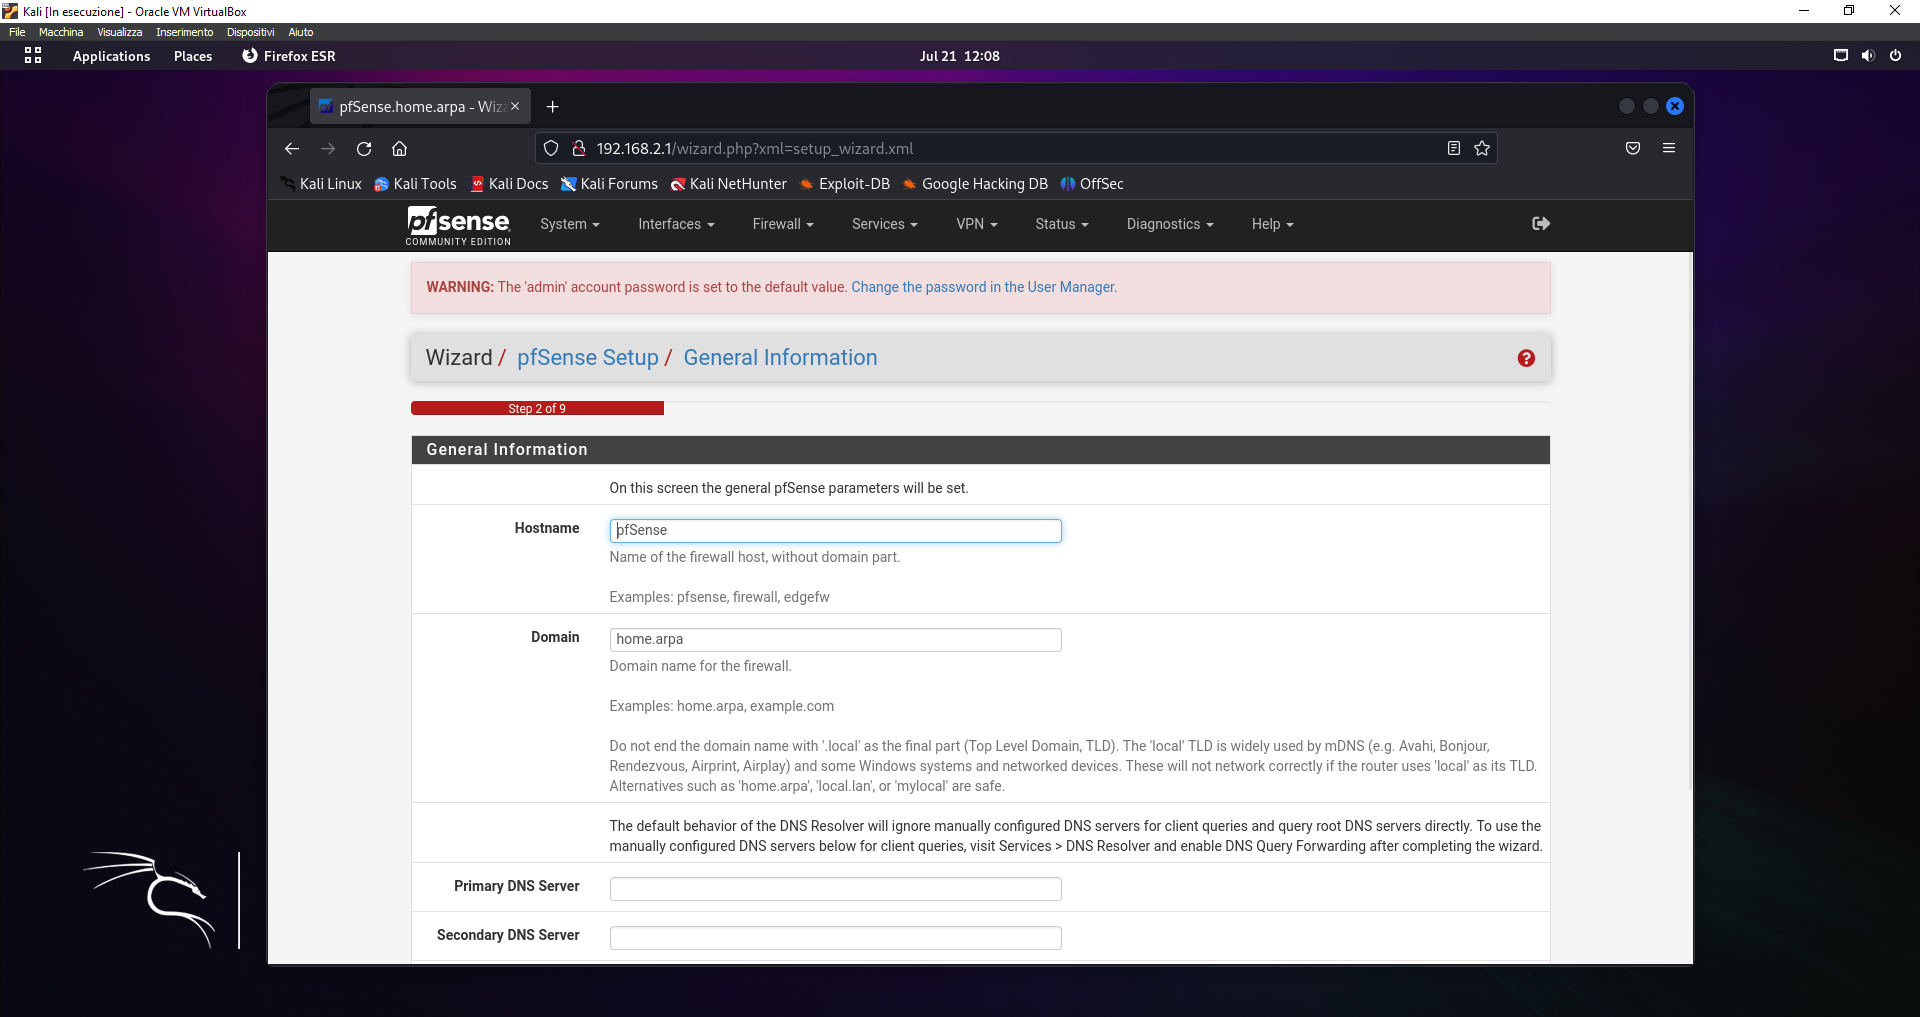 Kali [In esecuzione] - Oracle VM VirtualBox
File Macchina Visualizza Inserimento Dispositivi Aiuto
Applications Places Firefox ESR Jul 21 12:08
pfSense.home.arpa - Wiza
192.168.2.1/wizard.php?xml=setup_wizard.xml
Kali Linux Kali Tools Kali Docs Kali Forums Kali NetHunter Exploit-DB Google Hacking DB OffSec
pfsense COMMUNITY EDITION System Interfaces Firewall Services VPN Status Diagnostics Help
WARNING: The 'admin' account password is set to the default value. Change the password in the User Manager.
Wizard / pfSense Setup / General Information
Step 2 of 9
General Information
On this screen the general pfSense parameters will be set.
Hostname pfSense
Name of the firewall host, without domain part.
Examples: pfsense, firewall, edgefw
Domain home.arpa
Domain name for the firewall.
Examples: home.arpa, example.com
Do not end the domain name with '.local' as the final part (Top Level Domain, TLD). The 'local' TLD is widely used by mDNS (e.g. Avahi, Bonjour,
Rendezvous, Airprint, Airplay) and some Windows systems and networked devices. These will not network correctly if the router uses 'local' as its TLD.
Alternatives such as 'home.arpa', 'local.lan', or 'mylocal' are safe.
The default behavior of the DNS Resolver will ignore manually configured DNS servers for client queries and query root DNS servers directly. To use the
manually configured DNS servers below for client queries, visit Services > DNS Resolver and enable DNS Query Forwarding after completing the wizard.
Primary DNS Server
Secondary DNS Server